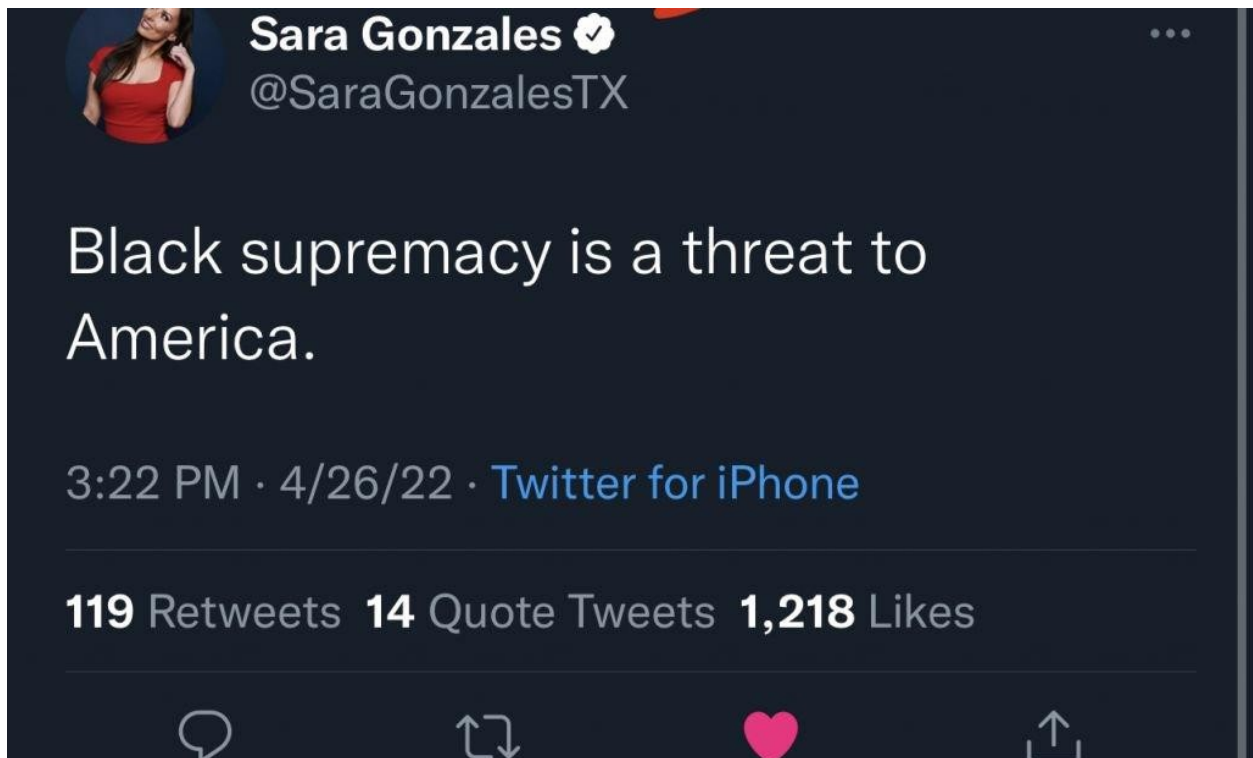 Sara Gonzales
@SaraGonzalesTX
Black supremacy is a threat to
America.
3:22 PM · 4/26/22 · Twitter for iPhone
119 Retweets 14 Quote Tweets 1,218 Likes